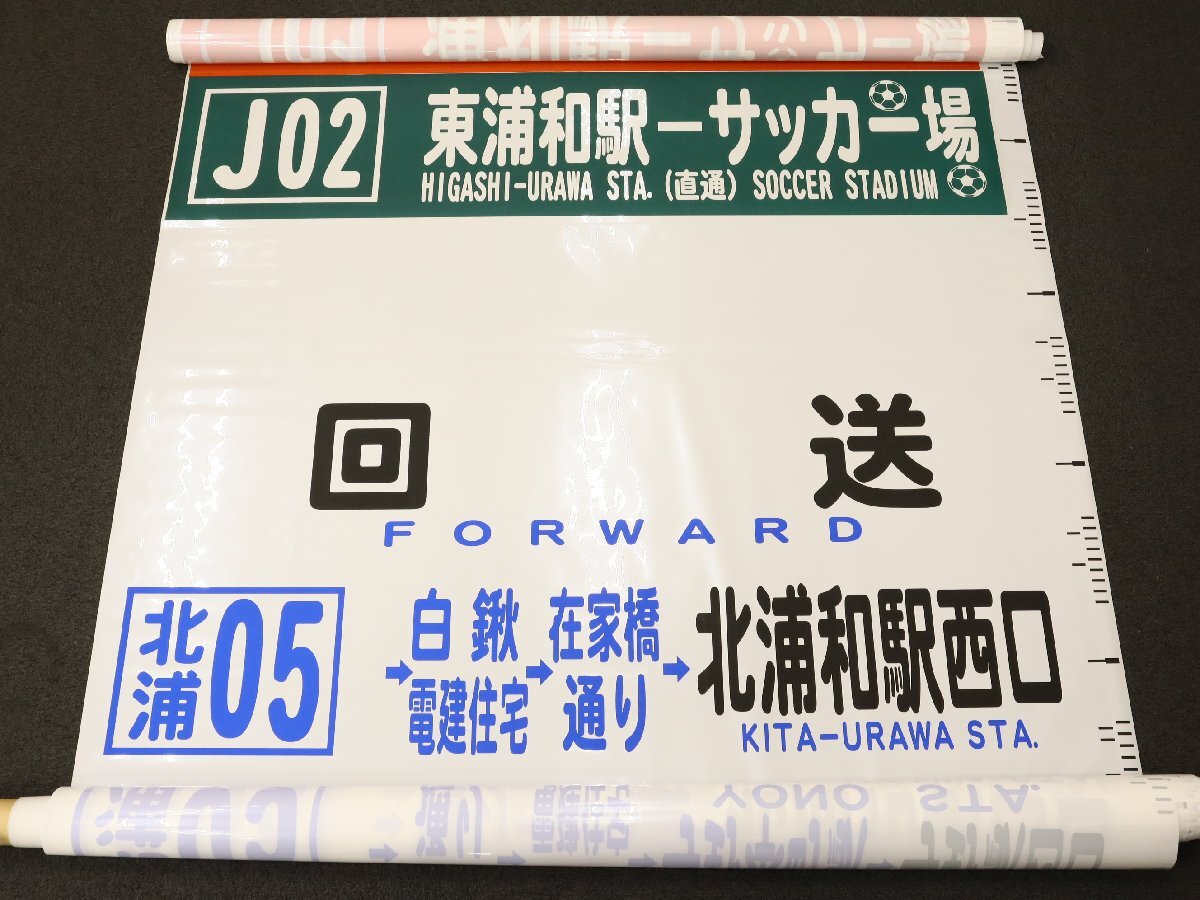 J02 東浦和駅ーサッカー場
HIGASHI-URAWA STA.(直通) SOCCER STADIUM
回送
FORWARD
北浦05 →白鍬電建住宅→在家橋通り→北浦和駅西口
KITA-URAWA STA.
YONO STA.